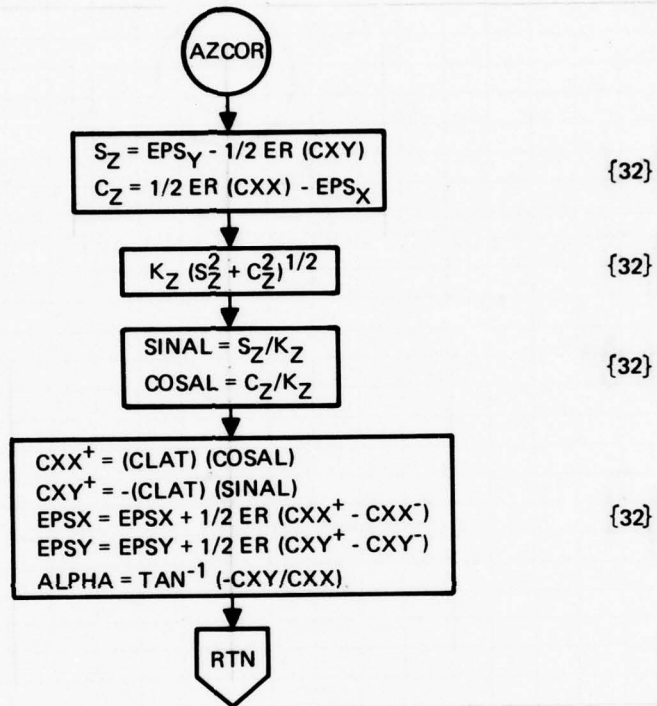 AZCOR
S_Z = EPS_Y - 1/2 ER (CXY)
C_Z = 1/2 ER (CXX) - EPS_X
{32}
K_Z (S_Z^2 + C_Z^2)^1/2
{32}
SINAL = S_Z/K_Z
COSAL = C_Z/K_Z
{32}
CXX^+ = (CLAT) (COSAL)
CXY^+ = -(CLAT) (SINAL)
EPSX = EPSX + 1/2 ER (CXX^+ - CXX^-)
EPSY = EPSY + 1/2 ER (CXY^+ - CXY^-)
ALPHA = TAN^-1 (-CXY/CXX)
{32}
RTN